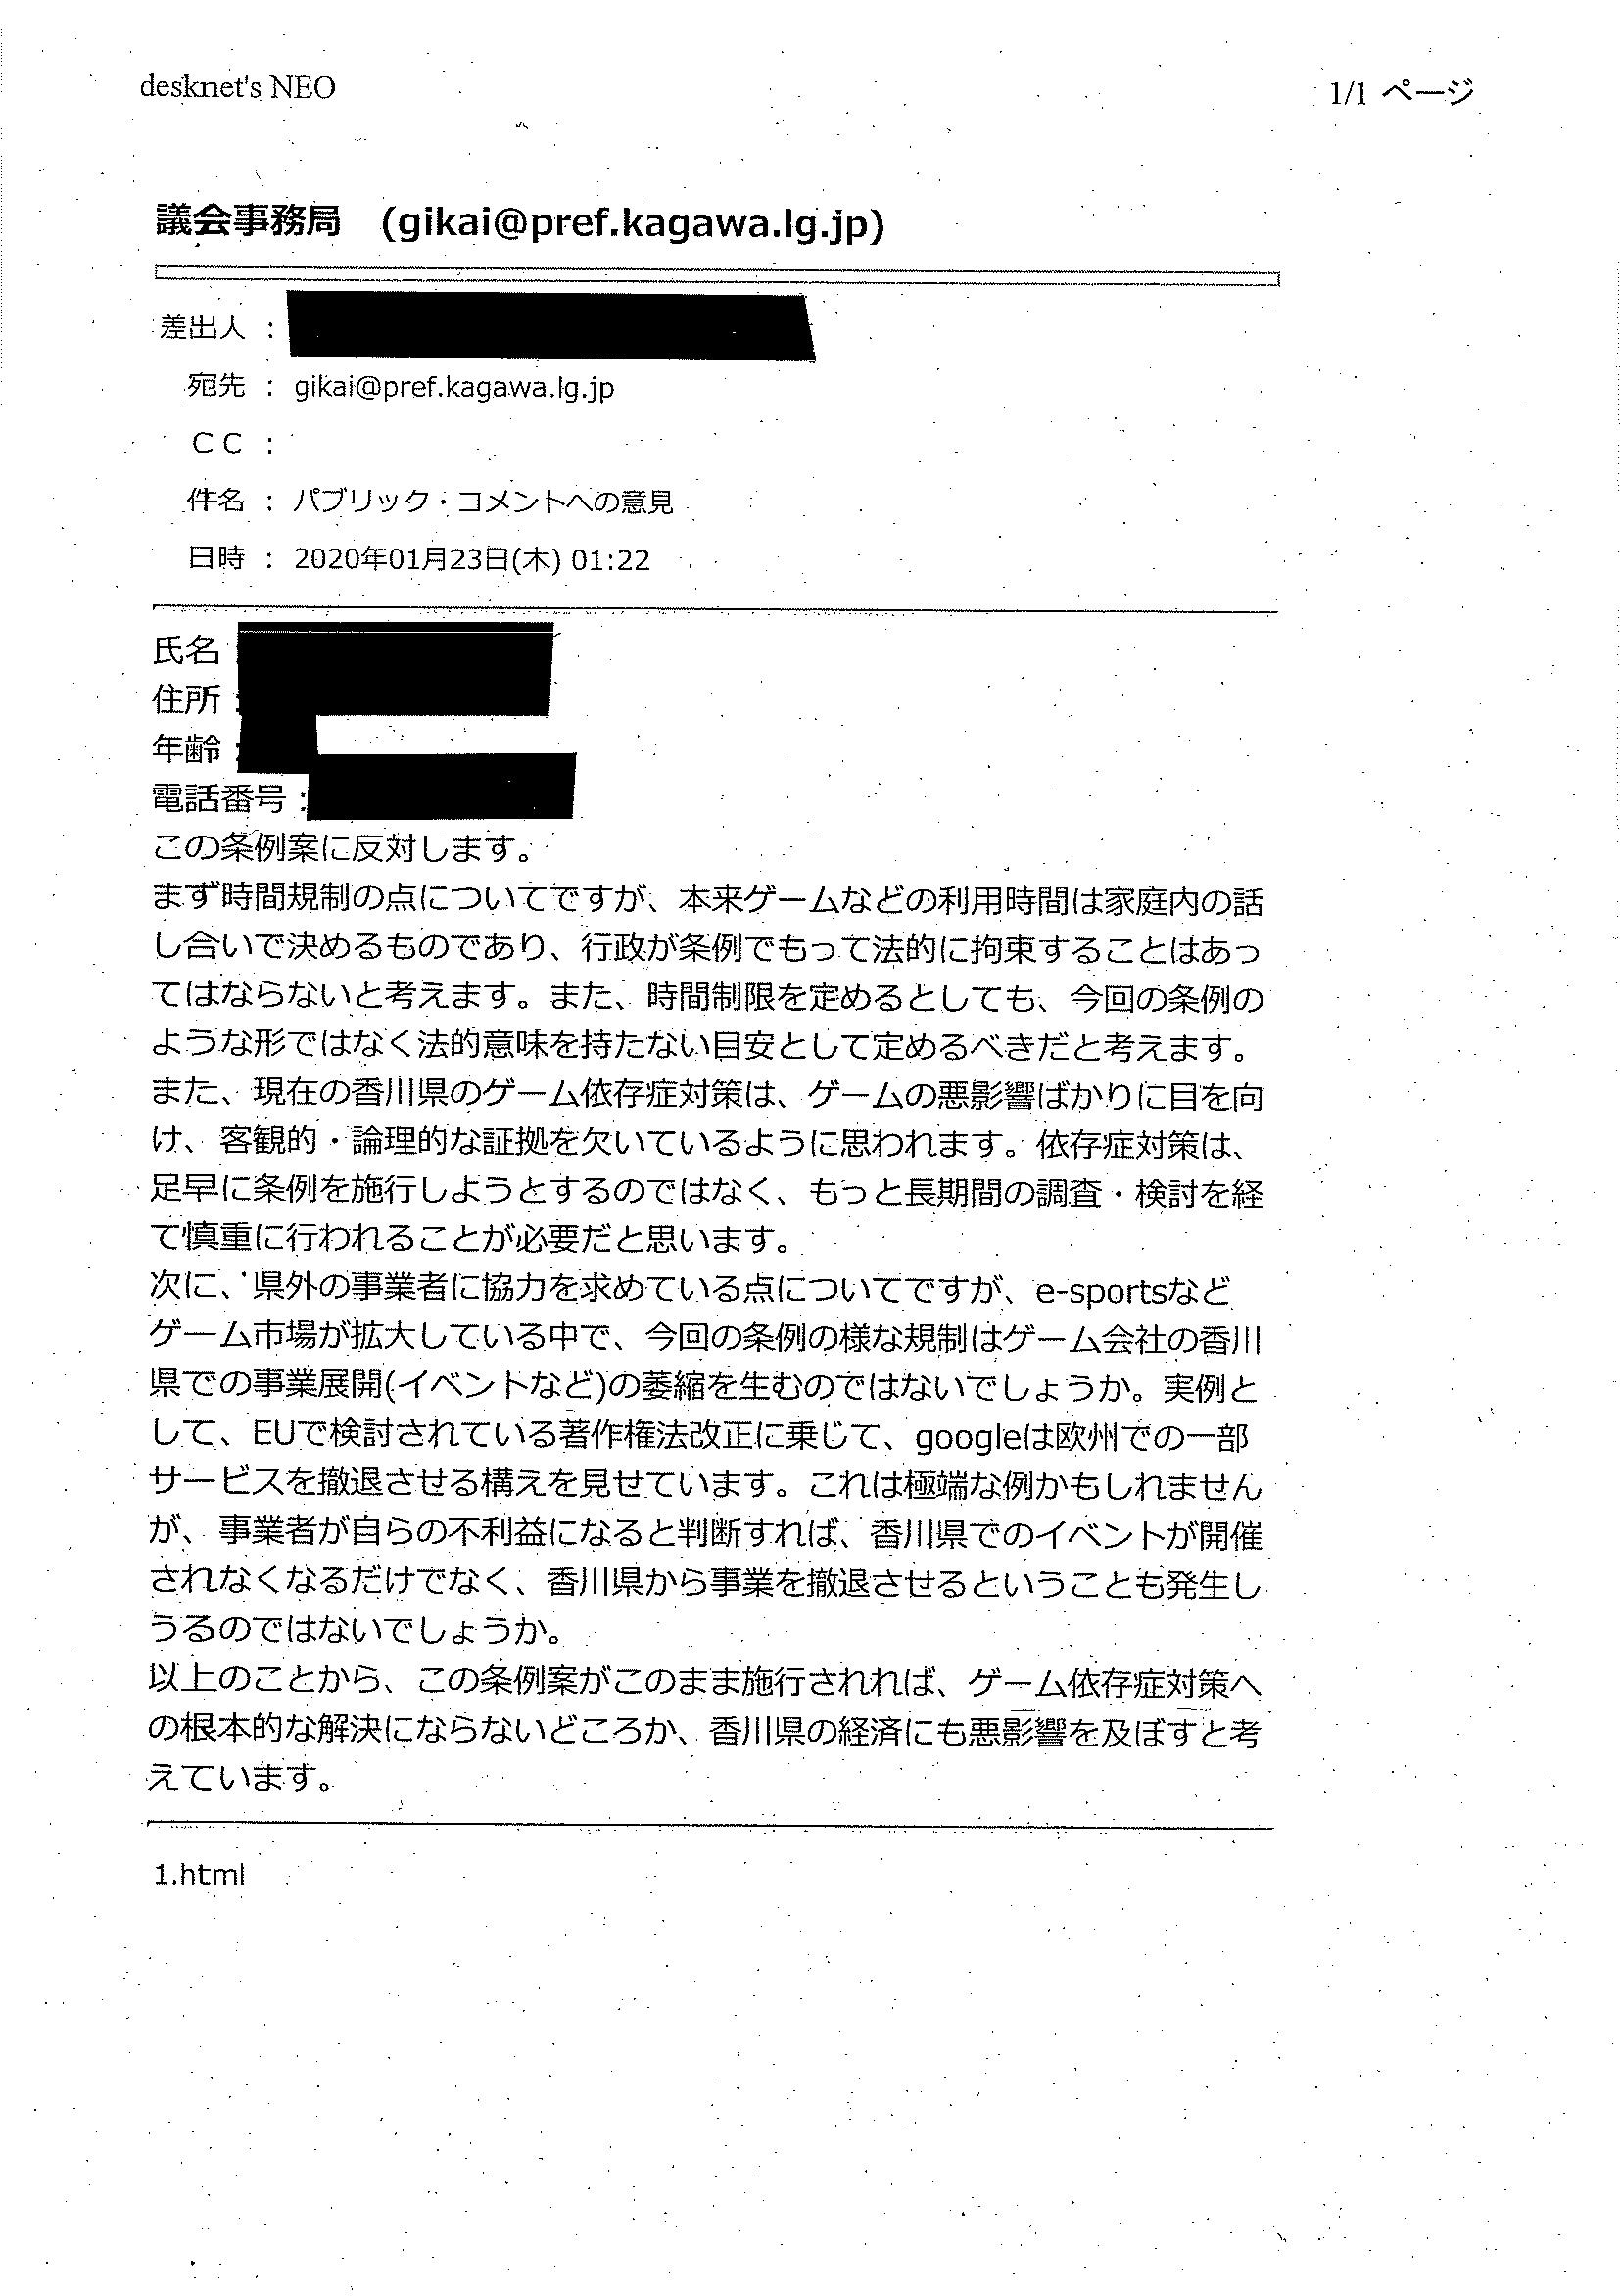 desknet's NEO
1/1 ページ
議会事務局 (gikai@pref.kagawa.lg.jp)
差出人 :
宛先 : gikai@pref.kagawa.lg.jp
CC :
件名 : パブリック・コメントへの意見
日時 : 2020年01月23日(木) 01:22
氏名
住所 :
年齢 :
電話番号 :
この条例案に反対します。
まず時間規制の点についてですが、本来ゲームなどの利用時間は家庭内の話
し合いで決めるものであり、行政が条例でもって法的に拘束することはあっ
てはならないと考えます。また、時間制限を定めるとしても、今回の条例の
ような形ではなく法的意味を持たない目安として定めるべきだと考えます。
また、現在の香川県のゲーム依存症対策は、ゲームの悪影響ばかりに目を向
け、客観的・論理的な証拠を欠いているように思われます。依存症対策は、
足早に条例を施行しようとするのではなく、もっと長期間の調査・検討を経
て慎重に行われることが必要だと思います。
次に、県外の事業者に協力を求めている点についてですが、e-sportsなど
ゲーム市場が拡大している中で、今回の条例の様な規制はゲーム会社の香川
県での事業展開(イベントなど)の萎縮を生むのではないでしょうか。実例と
して、EUで検討されている著作権法改正に乗じて、googleは欧州での一部
サービスを撤退させる構えを見せています。これは極端な例かもしれません
が、事業者が自らの不利益になると判断すれば、香川県でのイベントが開催
されなくなるだけでなく、香川県から事業を撤退させるということも発生し
うるのではないでしょうか。
以上のことから、この条例案がこのまま施行されれば、ゲーム依存症対策へ
の根本的な解決にならないどころか、香川県の経済にも悪影響を及ぼすと考
えています。
1.html